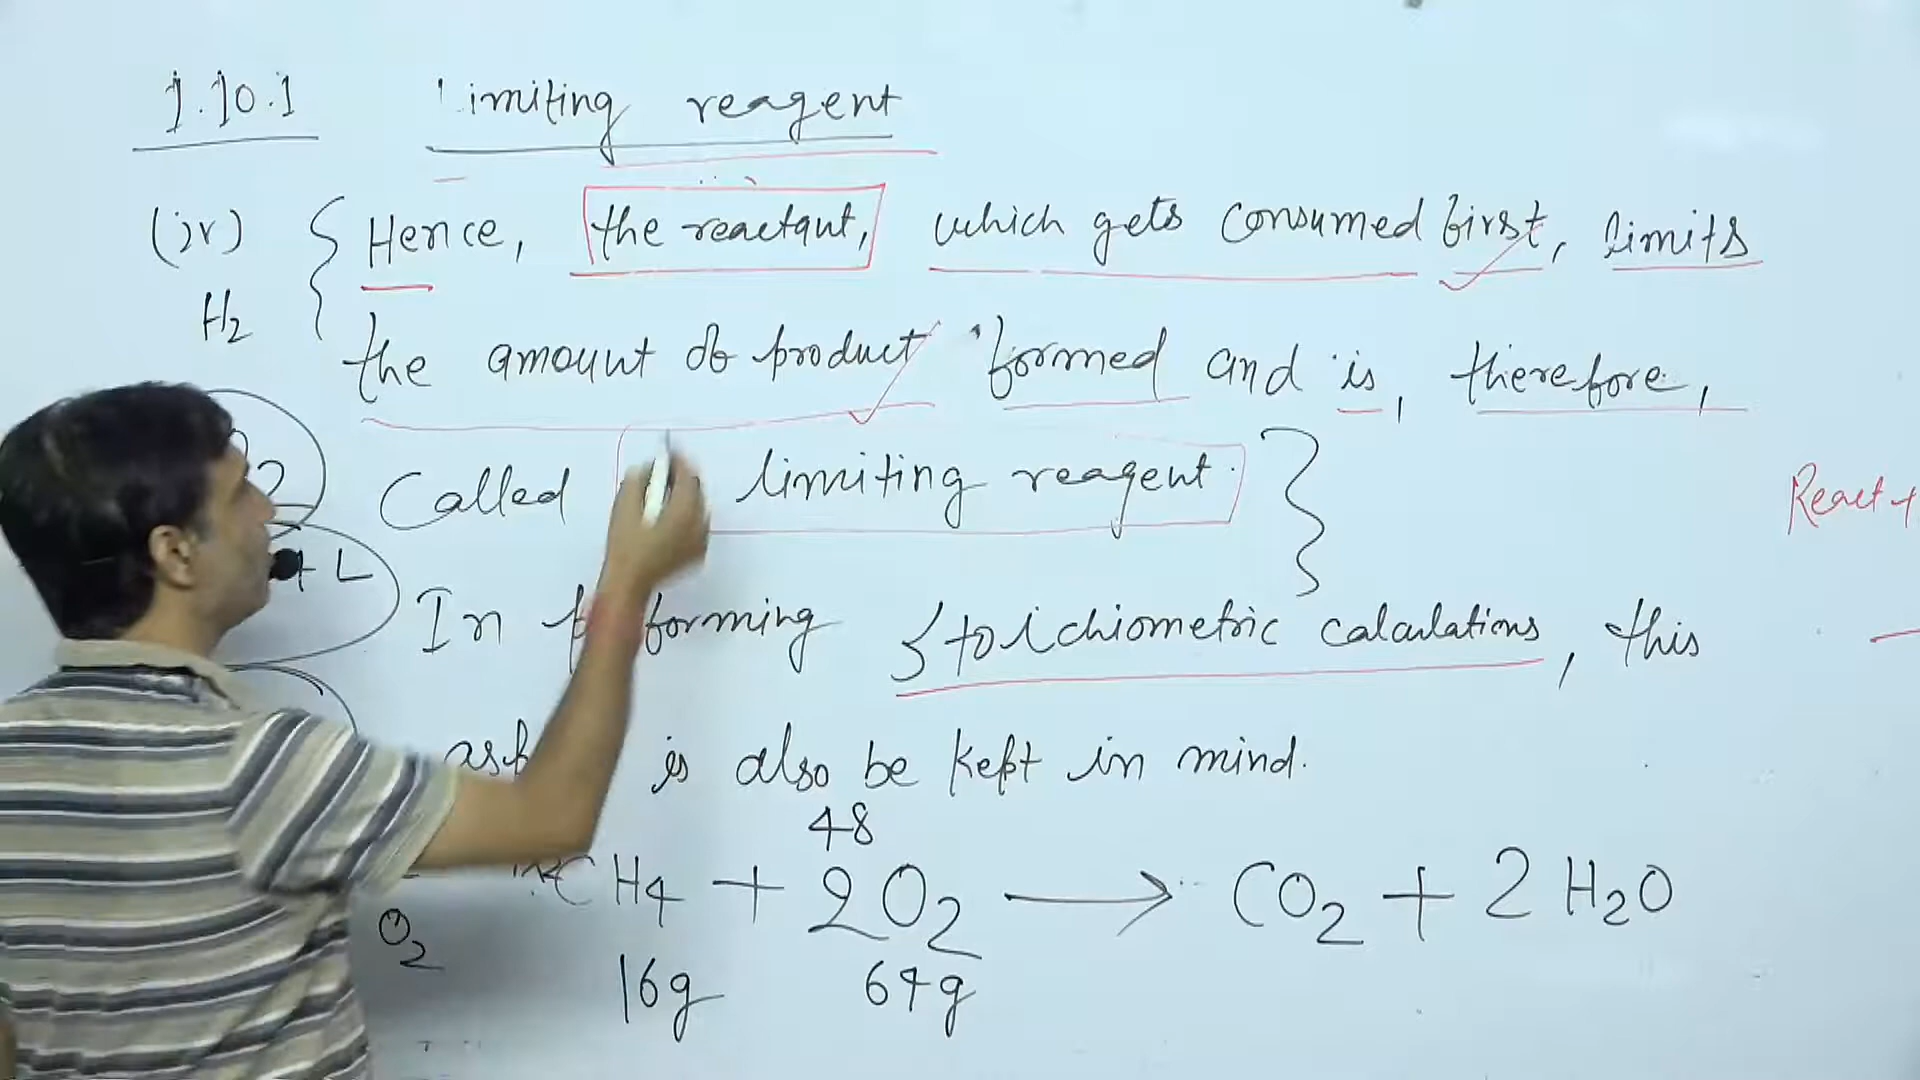 1.10.1 Limiting reagent
(iv) Hence, the reactant, which gets consumed first, limits
H2
the amount of product formed and is, therefore,
Called limiting reagent.
React
+ L
In forming Stoichiometric calculations, this
is also be kept in mind.
48
CH4 + 2O2 → CO2 + 2H2O
O2
16g 64g